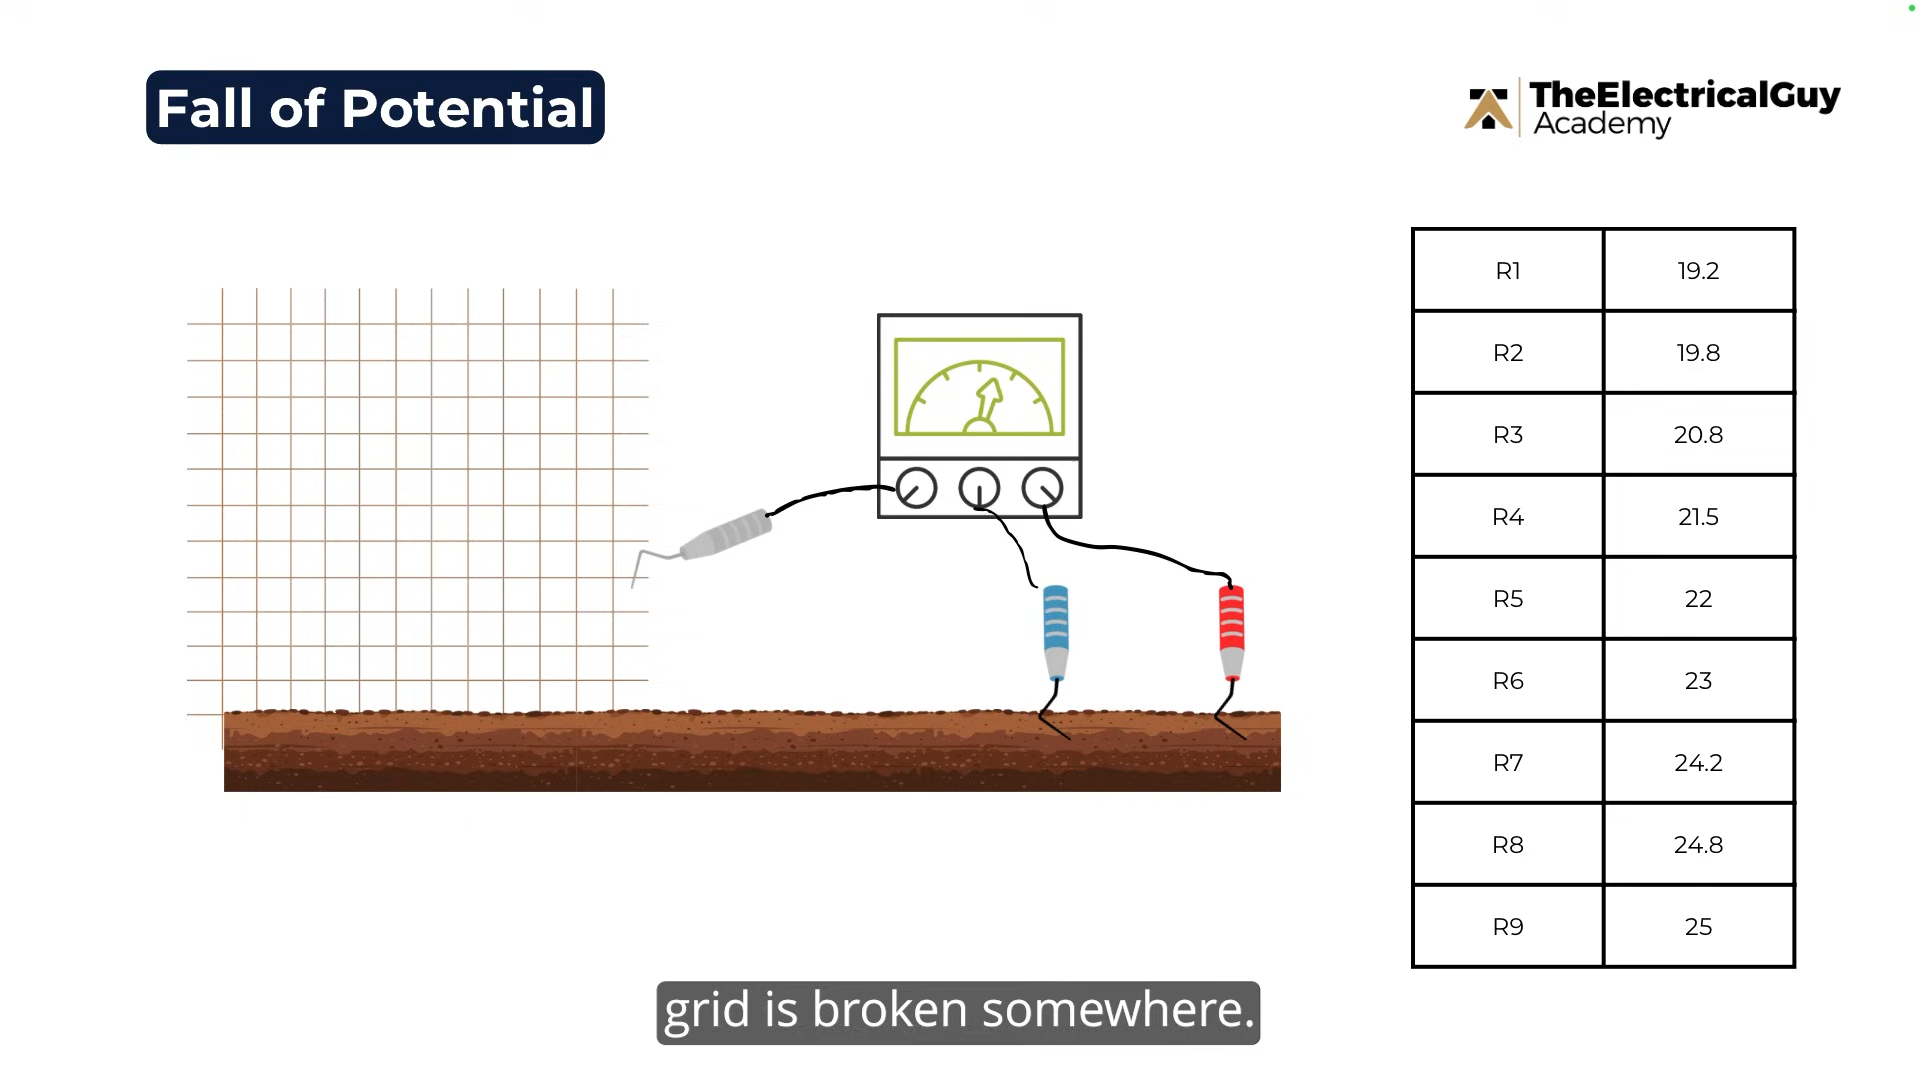 Fall of Potential
TheElectricalGuy
Academy
R1 19.2
R2 19.8
R3 20.8
R4 21.5
R5 22
R6 23
R7 24.2
R8 24.8
R9 25
grid is broken somewhere.